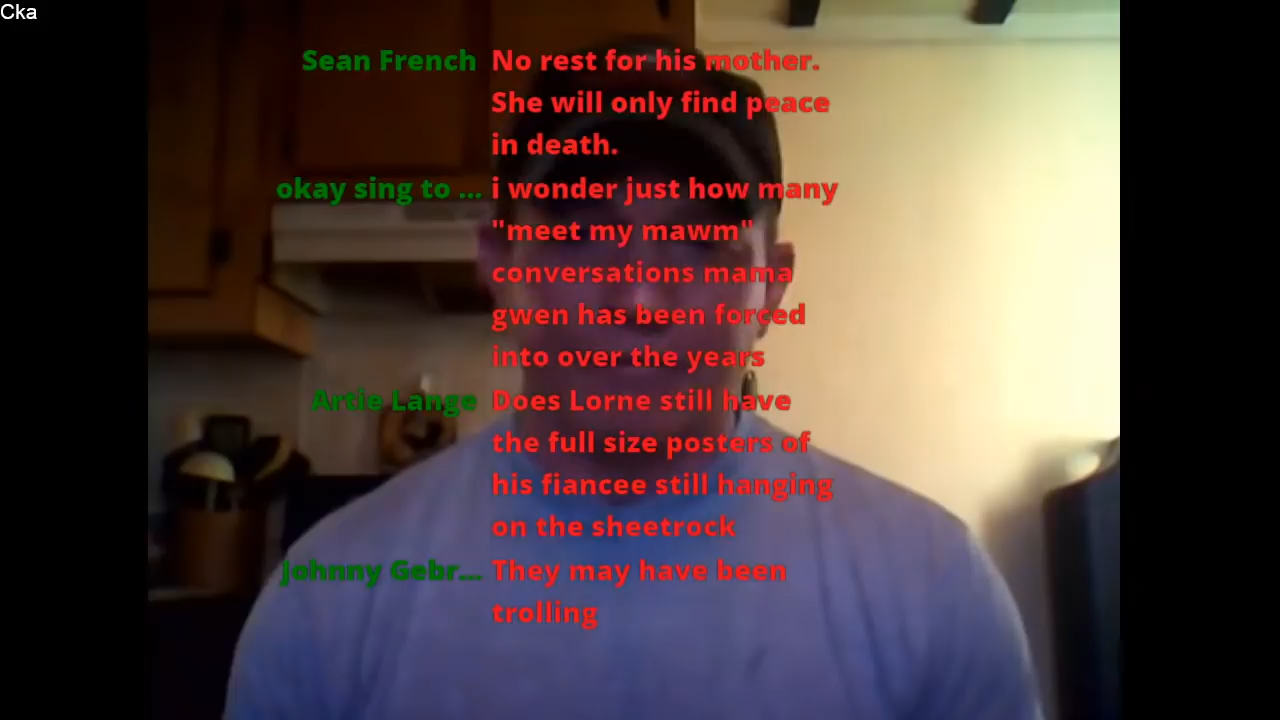 Cka
Sean French No rest for his mother.
She will only find peace
in death.
okay sing to ... i wonder just how many
"meet my mawm"
conversations mama
gwen has been forced
into over the years
Artie Lange Does Lorne still have
the full size posters of
his fiancee still hanging
on the sheetrock
Johnny Gebr... They may have been
trolling